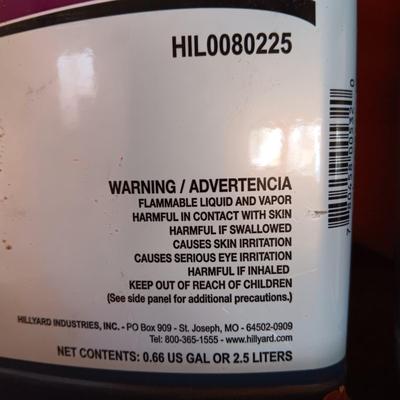 HIL0080225
WARNING / ADVERTENCIA
FLAMMABLE LIQUID AND VAPOR
HARMFUL IN CONTACT WITH SKIN
HARMFUL IF SWALLOWED
CAUSES SKIN IRRITATION
CAUSES SERIOUS EYE IRRITATION
HARMFUL IF INHALED
KEEP OUT OF REACH OF CHILDREN
(See side panel for additional precautions.)
HILLYARD INDUSTRIES, INC. - PO Box 909 - St. Joseph, MO - 64502-0909
Tel: 800-365-1555 - www.hillyard.com
NET CONTENTS: 0.66 US GAL OR 2.5 LITERS